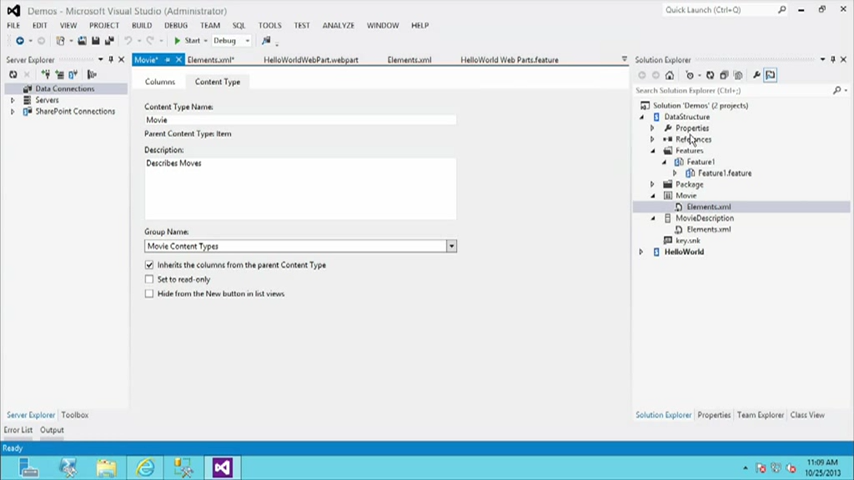 Demos - Microsoft Visual Studio (Administrator)
Quick Launch (Ctrl+Q)
FILE EDIT VIEW PROJECT BUILD DEBUG TEAM SQL TOOLS TEST ANALYZE WINDOW HELP
Start Debug
Server Explorer
Data Connections
Servers
SharePoint Connections
Movie* Elements.xml* HelloWorldWebPart.webpart Elements.xml HelloWorld Web Parts.feature
Columns Content Type
Content Type Name:
Movie
Parent Content Type: Item
Description:
Describes Moves
Group Name:
Movie Content Types
Inherits the columns from the parent Content Type
Set to read-only
Hide from the New button in list views
Solution Explorer
Search Solution Explorer (Ctrl+;)
Solution 'Demos' (2 projects)
DataStructure
Properties
References
Features
Feature1
Feature1.feature
Package
Movie
Elements.xml
MovieDescription
Elements.xml
key.snk
HelloWorld
Server Explorer Toolbox
Solution Explorer Properties Team Explorer Class View
Error List Output
Ready
11:09 AM
10/25/2013